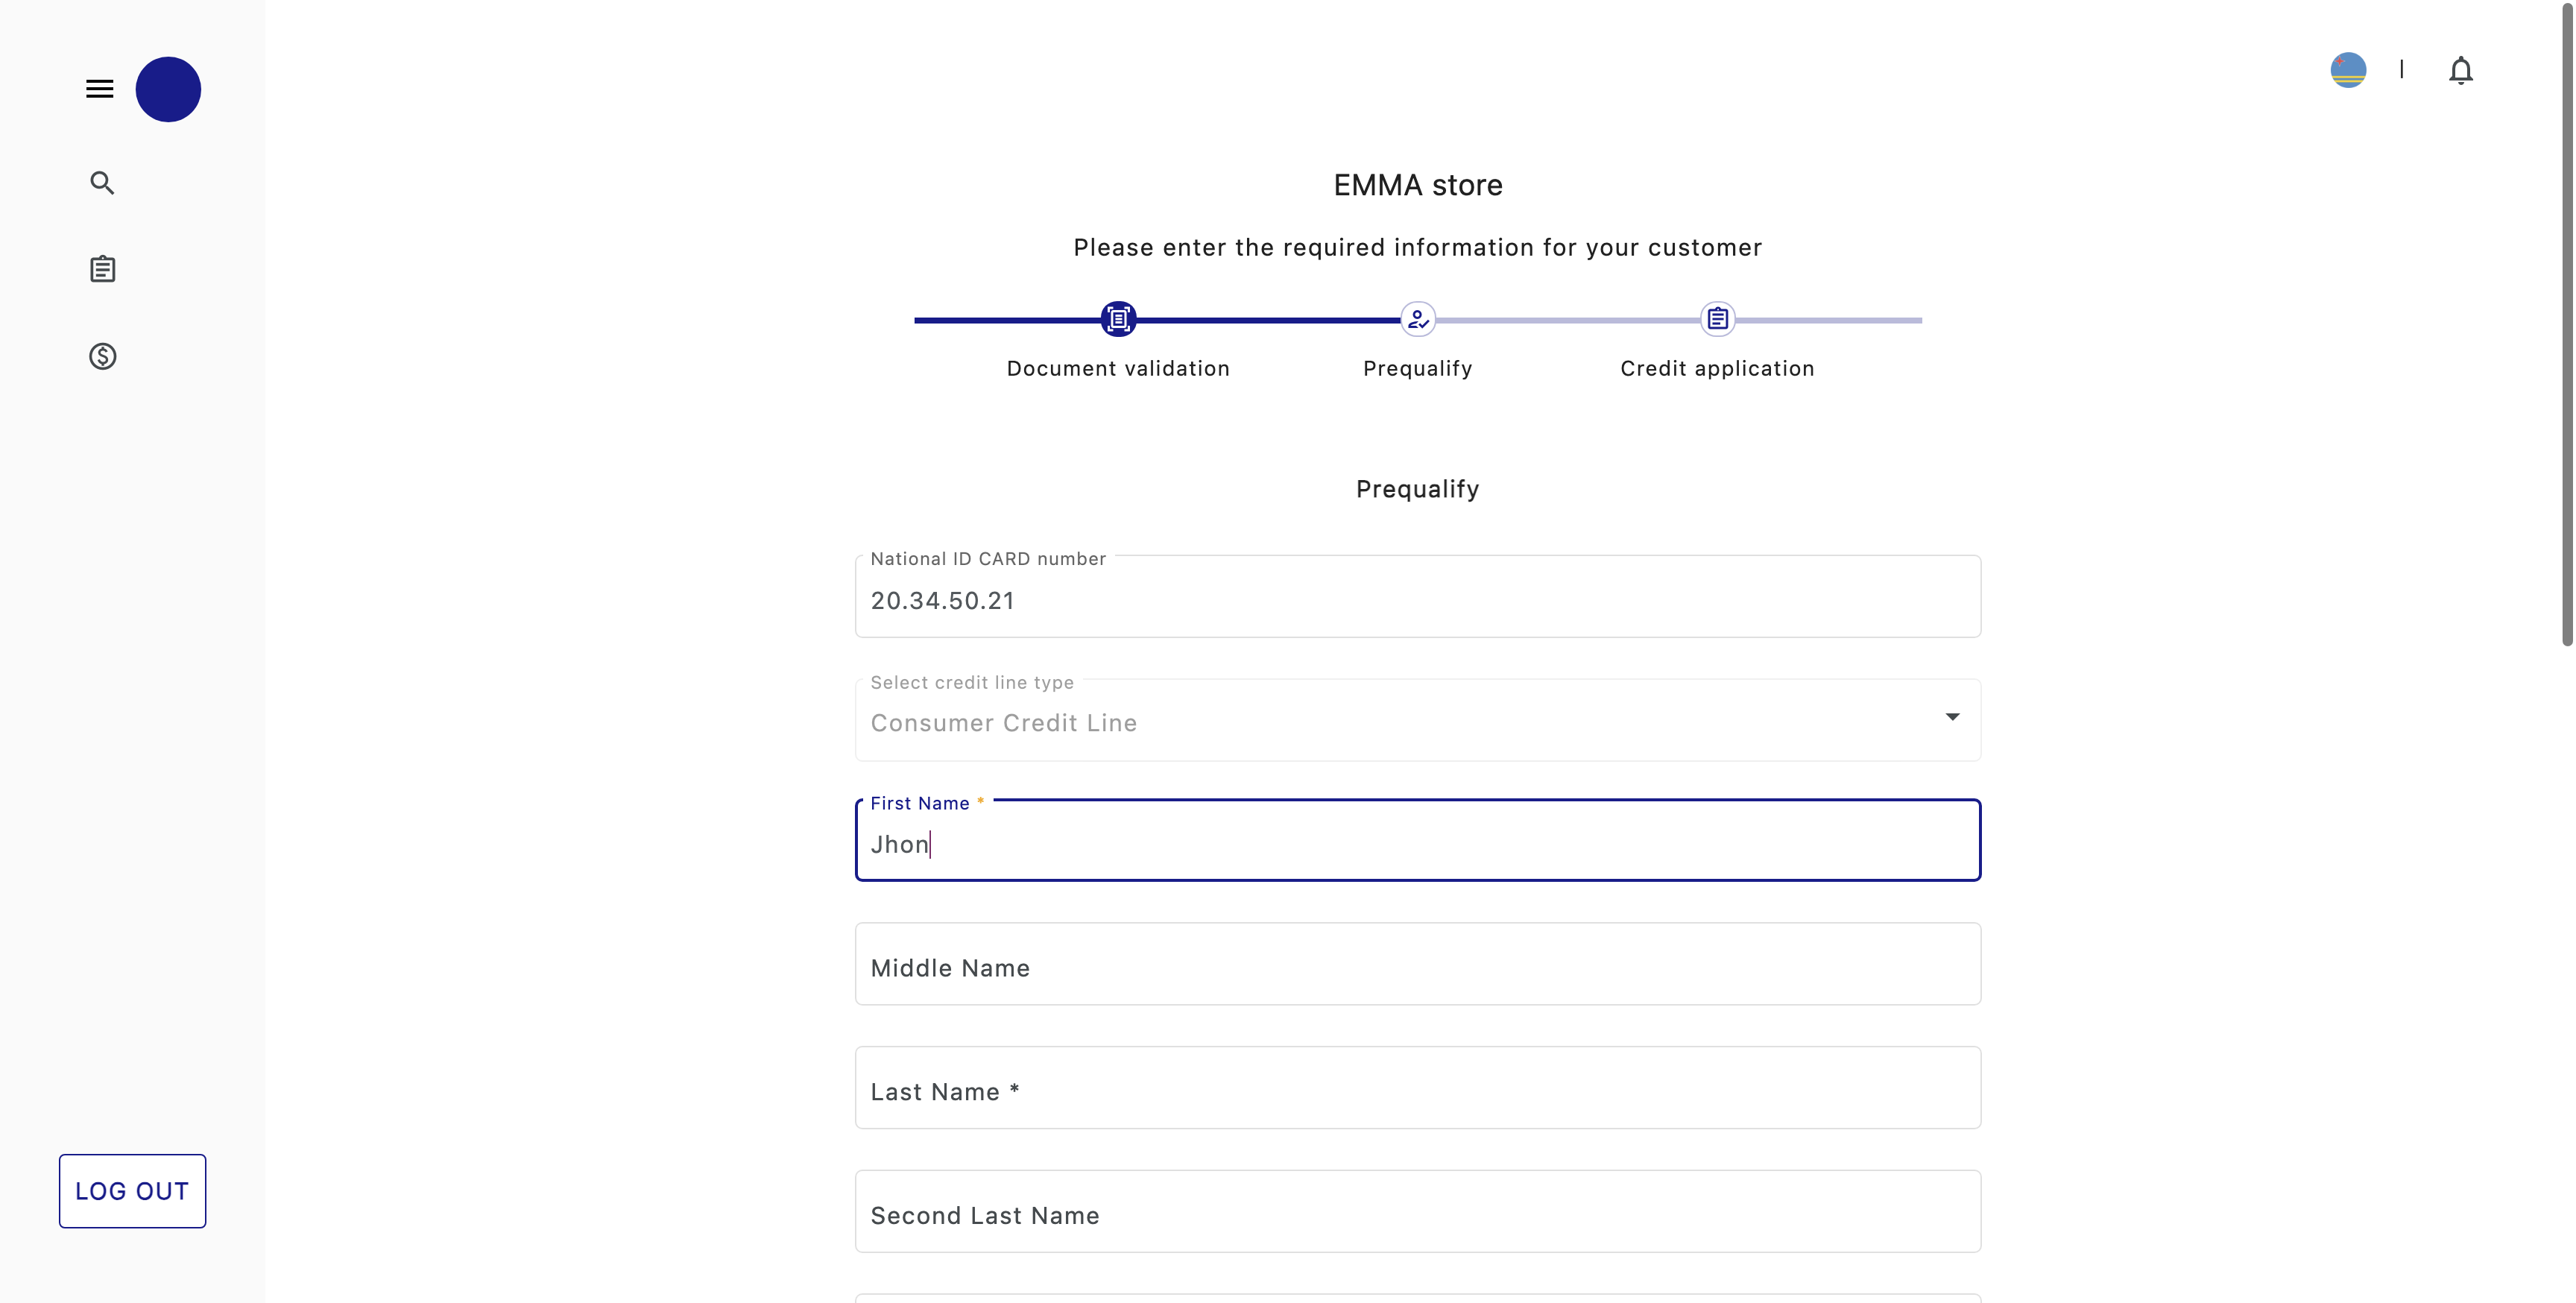 EMMA store
Please enter the required information for your customer
Document validation
Prequalify
Credit application
Prequalify
National ID CARD number
20.34.50.21
Select credit line type
Consumer Credit Line
First Name *
Jhon
Middle Name
Last Name *
Second Last Name
LOG OUT